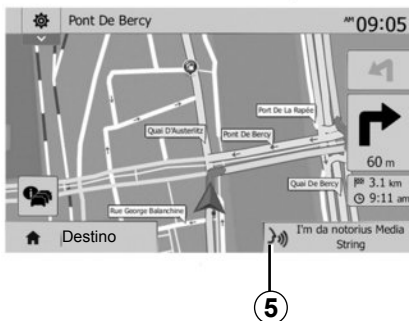 Pont De Bercy
AM 09:05
Port De La Rapée
Quai D'Austerlitz
Pont De Bercy
60 m
Quai De Bercy
3.1 km
9:11 am
Rue George Balanchine
Destino
I'm da notorius Media
String
5